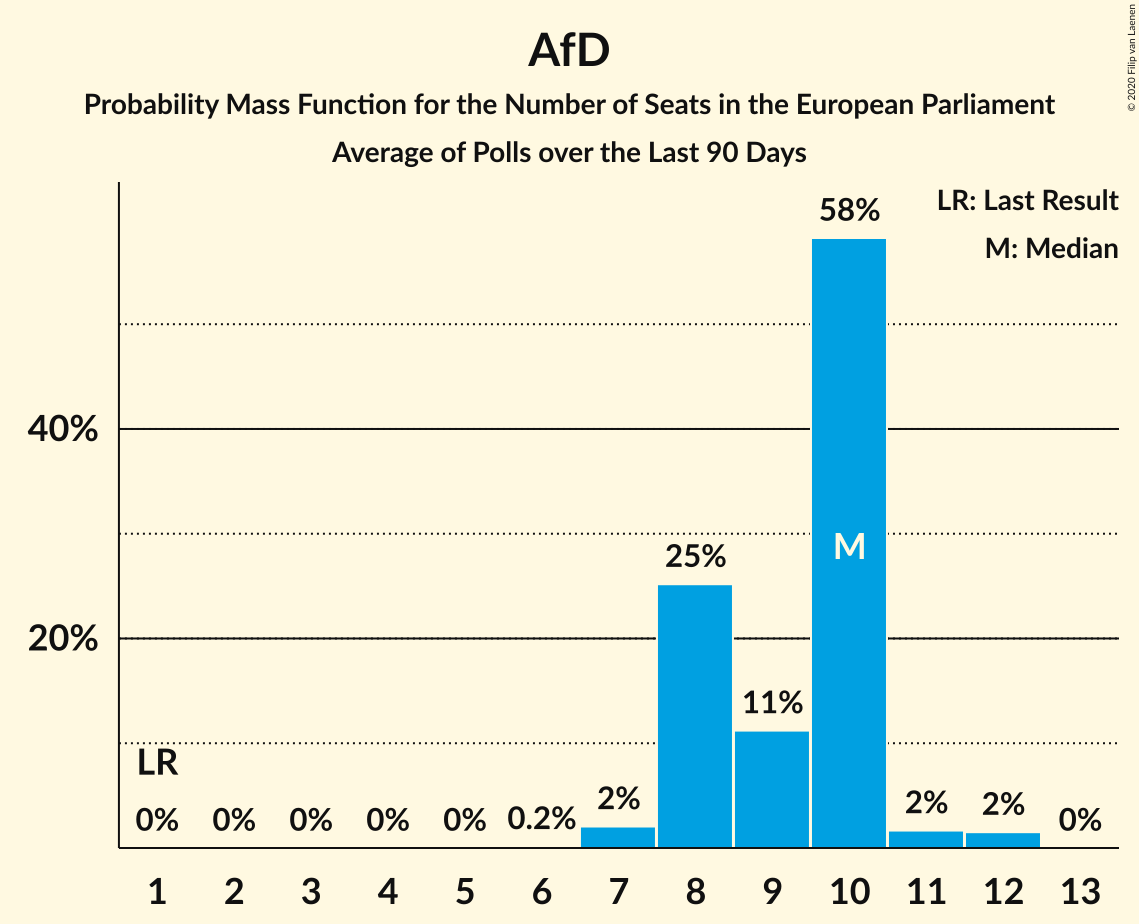 AfD
Probability Mass Function for the Number of Seats in the European Parliament
Average of Polls over the Last 90 Days
© 2020 Filip van Laenen
LR: Last Result
M: Median
58%
40%
M
25%
20%
11%
LR
0% 0% 0% 0% 0% 0.2% 2% 2% 2% 0%
1 2 3 4 5 6 7 8 9 10 11 12 13